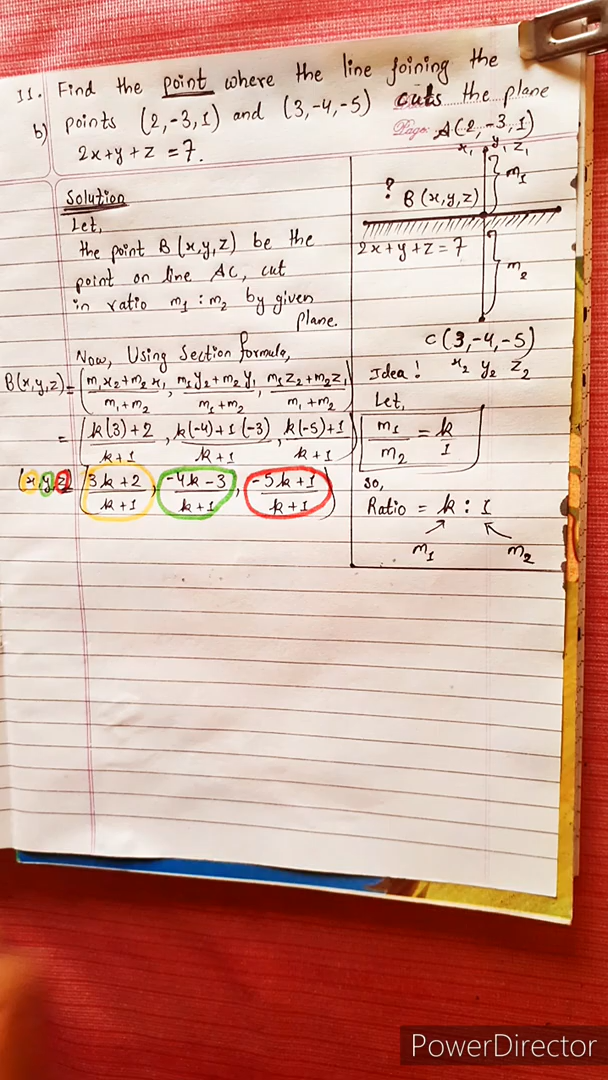 11. Find the point where the line joining the
b) points (2,-3,1) and (3,-4,-5) cuts the plane
2x+y+z=7.
Page:
A(2,-3,1)
x₁ y₁ z₁
m₁
? B(x,y,z)
2x+y+z=7
m₂
C(3,-4,-5)
x₂ y₂ z₂
Solution
Let,
the point B(x,y,z) be the
point on line AC, cut
in ratio m₁:m₂ by given
plane.
Now, Using Section formula,
B(x,y,z)=((m₁x₂+m₂x₁)/(m₁+m₂), (m₁y₂+m₂y₁)/(m₁+m₂), (m₁z₂+m₂z₁)/(m₁+m₂))
= ((k(3)+2)/(k+1), (k(-4)+1(-3))/(k+1), (k(-5)+1)/(k+1))
(x,y,z) ((3k+2)/(k+1), (-4k-3)/(k+1), (-5k+1)/(k+1))
Idea!
Let,
m₁/m₂ = k/1
so,
Ratio = k : 1
m₁ m₂
PowerDirector